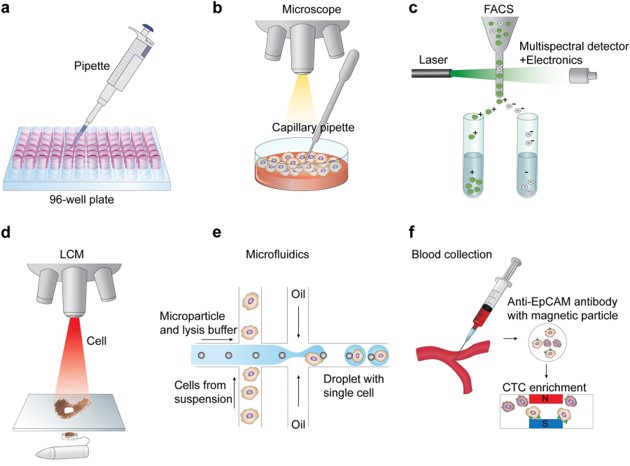 a
Pipette
96-well plate
b
Microscope
Capillary pipette
c
FACS
Laser
Multispectral detector
+Electronics
+
-
+
-
+
-
+
-
d
LCM
Cell
e
Microfluidics
Microparticle
and lysis buffer
Oil
Cells from
suspension
Droplet with
single cell
Oil
f
Blood collection
Anti-EpCAM antibody
with magnetic particle
CTC enrichment
N
S